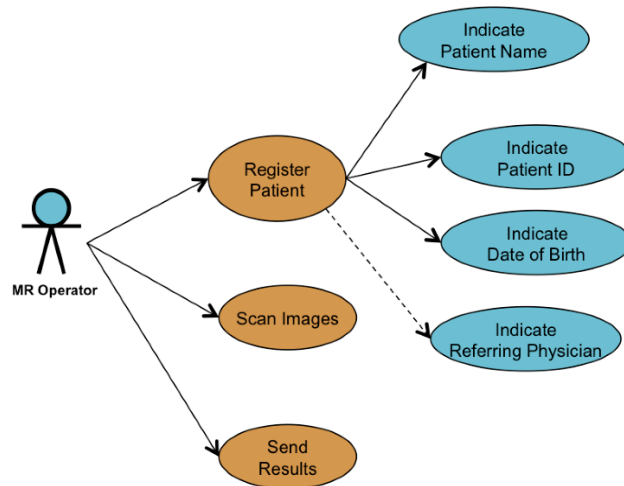 Indicate
Patient Name
Indicate
Patient ID
Register
Patient
Indicate
Date of Birth
MR Operator
Scan Images
Indicate
Referring Physician
Send
Results